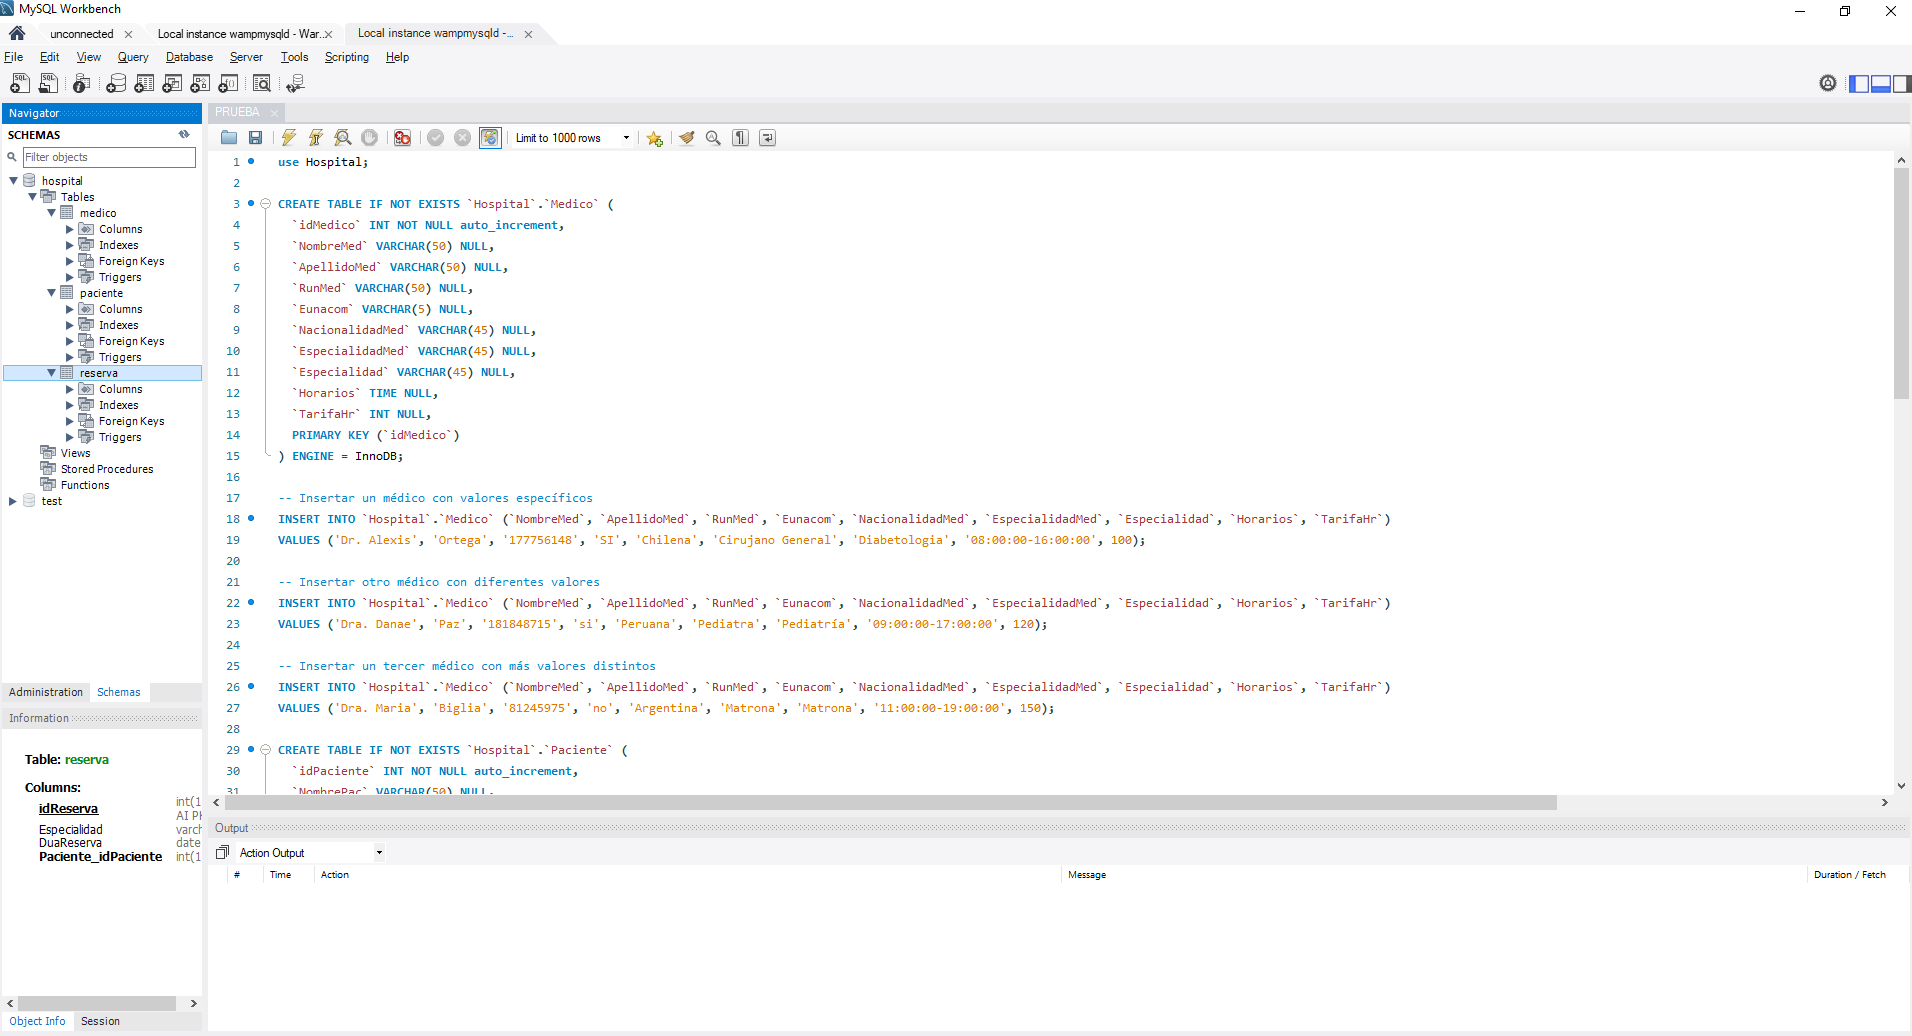 MySQL Workbench
unconnected
Local instance wampmysqld - War...
Local instance wampmysqld -...
File Edit View Query Database Server Tools Scripting Help
Navigator
SCHEMAS
Filter objects
hospital
Tables
medico
Columns
Indexes
Foreign Keys
Triggers
paciente
Columns
Indexes
Foreign Keys
Triggers
reserva
Columns
Indexes
Foreign Keys
Triggers
Views
Stored Procedures
Functions
test
Administration Schemas
Information
Table: reserva
Columns:
idReserva int(1
AI PK
Especialidad varch
DuaReserva date
Paciente_idPaciente int(1
Object Info Session
PRUEBA
Limit to 1000 rows
1 use Hospital;
2
3 CREATE TABLE IF NOT EXISTS `Hospital`.`Medico` (
4 `idMedico` INT NOT NULL auto_increment,
5 `NombreMed` VARCHAR(50) NULL,
6 `ApellidoMed` VARCHAR(50) NULL,
7 `RunMed` VARCHAR(50) NULL,
8 `Eunacom` VARCHAR(5) NULL,
9 `NacionalidadMed` VARCHAR(45) NULL,
10 `EspecialidadMed` VARCHAR(45) NULL,
11 `Especialidad` VARCHAR(45) NULL,
12 `Horarios` TIME NULL,
13 `TarifaHr` INT NULL,
14 PRIMARY KEY (`idMedico`)
15 ) ENGINE = InnoDB;
16
17 -- Insertar un médico con valores específicos
18 INSERT INTO `Hospital`.`Medico` (`NombreMed`, `ApellidoMed`, `RunMed`, `Eunacom`, `NacionalidadMed`, `EspecialidadMed`, `Especialidad`, `Horarios`, `TarifaHr`)
19 VALUES ('Dr. Alexis', 'Ortega', '177756148', 'SI', 'Chilena', 'Cirujano General', 'Diabetologia', '08:00:00-16:00:00', 100);
20
21 -- Insertar otro médico con diferentes valores
22 INSERT INTO `Hospital`.`Medico` (`NombreMed`, `ApellidoMed`, `RunMed`, `Eunacom`, `NacionalidadMed`, `EspecialidadMed`, `Especialidad`, `Horarios`, `TarifaHr`)
23 VALUES ('Dra. Danae', 'Paz', '181848715', 'si', 'Peruana', 'Pediatra', 'Pediatría', '09:00:00-17:00:00', 120);
24
25 -- Insertar un tercer médico con más valores distintos
26 INSERT INTO `Hospital`.`Medico` (`NombreMed`, `ApellidoMed`, `RunMed`, `Eunacom`, `NacionalidadMed`, `EspecialidadMed`, `Especialidad`, `Horarios`, `TarifaHr`)
27 VALUES ('Dra. Maria', 'Biglia', '81245975', 'no', 'Argentina', 'Matrona', 'Matrona', '11:00:00-19:00:00', 150);
28
29 CREATE TABLE IF NOT EXISTS `Hospital`.`Paciente` (
30 `idPaciente` INT NOT NULL auto_increment,
31 `NombrePac` VARCHAR(50) NULL,
Output
Action Output
# Time Action Message Duration / Fetch